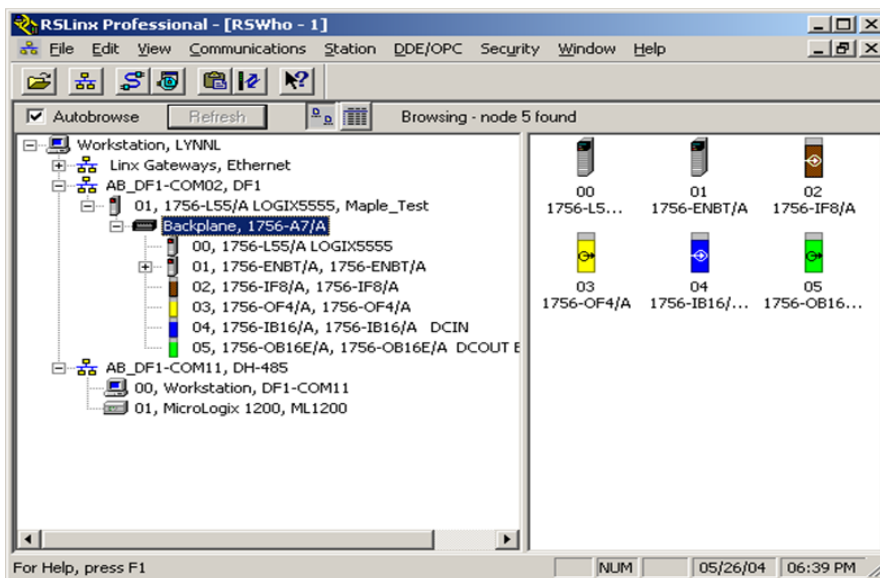 RSLinx Professional - [RSWho - 1]
File Edit View Communications Station DDE/OPC Security Window Help
Autobrowse Refresh Browsing - node 5 found
Workstation, LYNNL
Linx Gateways, Ethernet
AB_DF1-COM02, DF1
01, 1756-L55/A LOGIX5555, Maple_Test
Backplane, 1756-A7/A
00, 1756-L55/A LOGIX5555
01, 1756-ENBT/A, 1756-ENBT/A
02, 1756-IF8/A, 1756-IF8/A
03, 1756-OF4/A, 1756-OF4/A
04, 1756-IB16/A, 1756-IB16/A DCIN
05, 1756-OB16E/A, 1756-OB16E/A DCOUT E
AB_DF1-COM11, DH-485
00, Workstation, DF1-COM11
01, MicroLogix 1200, ML1200
00 01 02
1756-L5... 1756-ENBT/A 1756-IF8/A
03 04 05
1756-OF4/A 1756-IB16/... 1756-OB16...
For Help, press F1 NUM 05/26/04 06:39 PM